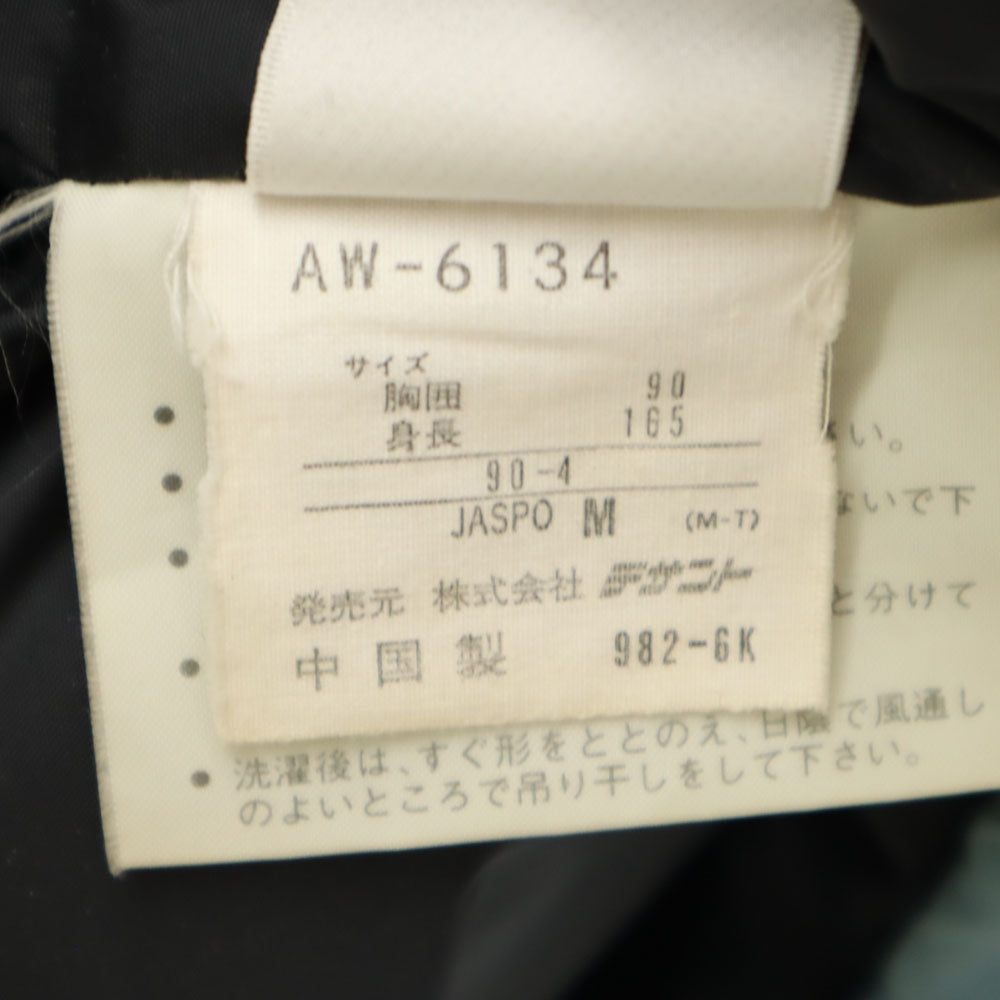 AW-6134
サイズ
胸囲 90
身長 165
90-4
JASPO M (M-T)
発売元 株式会社 デサント
中国製 982-6K
い。
ないで下
と分けて
洗濯後は、すぐ形をととのえ、日陰で風通し
のよいところで吊り干しをして下さい。